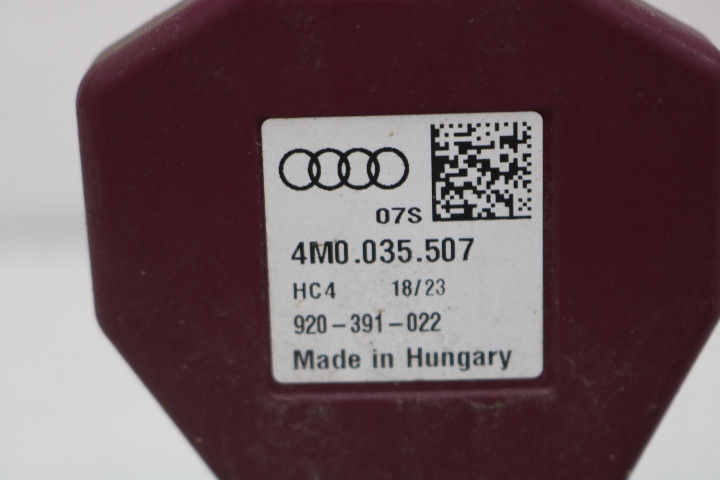 07S
4M0.035.507
HC4 18/23
920-391-022
Made in Hungary